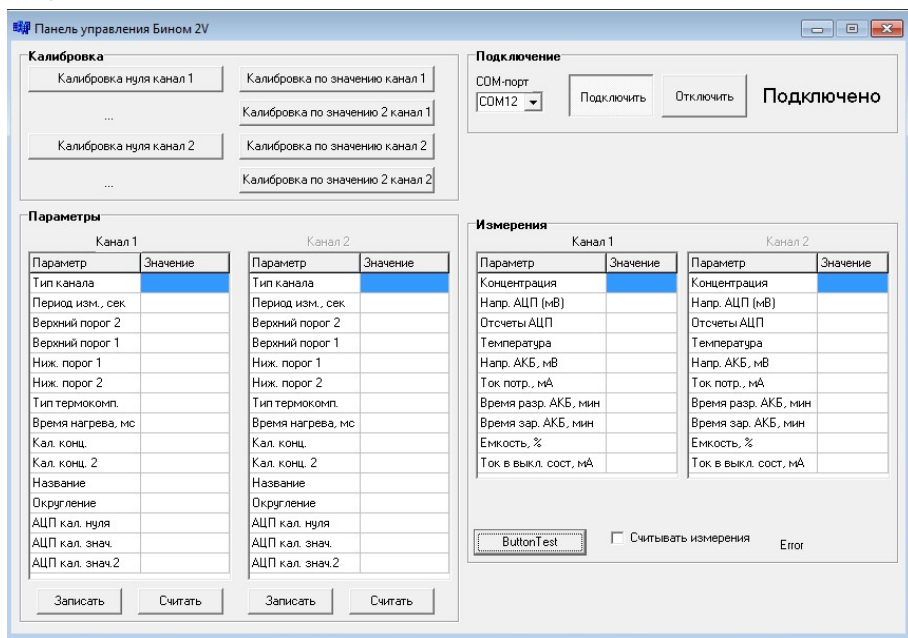 Панель управления Бином 2V
Калибровка
Калибровка нуля канал 1
Калибровка по значению канал 1
...
Калибровка по значению 2 канал 1
Калибровка нуля канал 2
Калибровка по значению канал 2
...
Калибровка по значению 2 канал 2
Подключение
COM-порт
COM12
Подключить
Отключить
Подключено
Параметры
Канал 1
Параметр Значение
Тип канала
Период изм., сек
Верхний порог 2
Верхний порог 1
Ниж. порог 1
Ниж. порог 2
Тип термокомп.
Время нагрева, мс
Кал. конц.
Кал. конц. 2
Название
Округление
АЦП кал. нуля
АЦП кал. знач.
АЦП кал. знач.2
Записать Считать
Канал 2
Параметр Значение
Тип канала
Период изм., сек
Верхний порог 2
Верхний порог 1
Ниж. порог 1
Ниж. порог 2
Тип термокомп.
Время нагрева, мс
Кал. конц.
Кал. конц. 2
Название
Округление
АЦП кал. нуля
АЦП кал. знач.
АЦП кал. знач.2
Записать Считать
Измерения
Канал 1
Параметр Значение
Концентрация
Напр. АЦП (мВ)
Отсчеты АЦП
Температура
Напр. АКБ, мВ
Ток потр., мА
Время разр. АКБ, мин
Время зар. АКБ, мин
Емкость, %
Ток в выкл. сост, мА
Канал 2
Параметр Значение
Концентрация
Напр. АЦП (мВ)
Отсчеты АЦП
Температура
Напр. АКБ, мВ
Ток потр., мА
Время разр. АКБ, мин
Время зар. АКБ, мин
Емкость, %
Ток в выкл. сост, мА
ButtonTest
Считывать измерения
Error